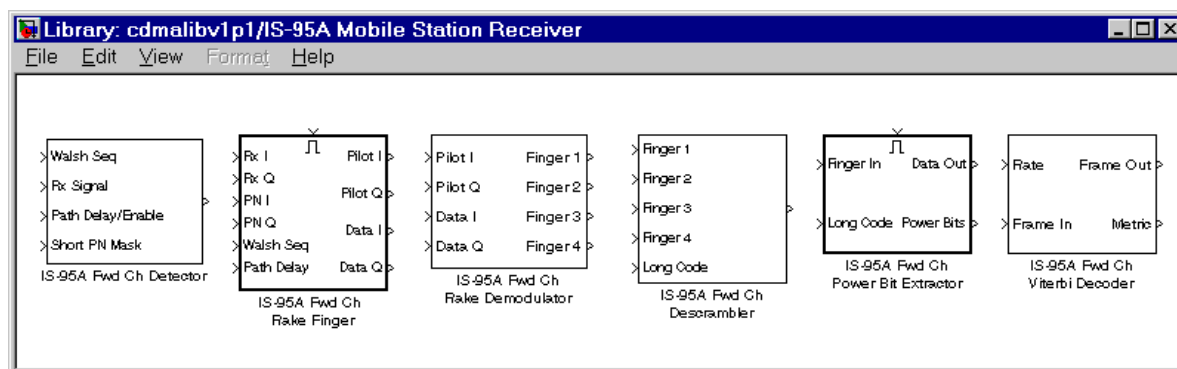 Library: cdmalibv1p1/IS-95A Mobile Station Receiver
File Edit View Format Help
Walsh Seq
Rx Signal
Path Delay/Enable
Short PN Mask
IS-95A Fwd Ch Detector
Rx I
Rx Q
PN I
PN Q
Walsh Seq
Path Delay
Pilot I
Pilot Q
Data I
Data Q
IS-95A Fwd Ch
Rake Finger
Pilot I
Pilot Q
Data I
Data Q
Finger 1
Finger 2
Finger 3
Finger 4
IS-95A Fwd Ch
Rake Demodulator
Finger 1
Finger 2
Finger 3
Finger 4
Long Code
IS-95A Fwd Ch
Descrambler
Finger In
Long Code
Data Out
Power Bits
IS-95A Fwd Ch
Power Bit Extractor
Rate
Frame In
Frame Out
Metric
IS-95A Fwd Ch
Viterbi Decoder